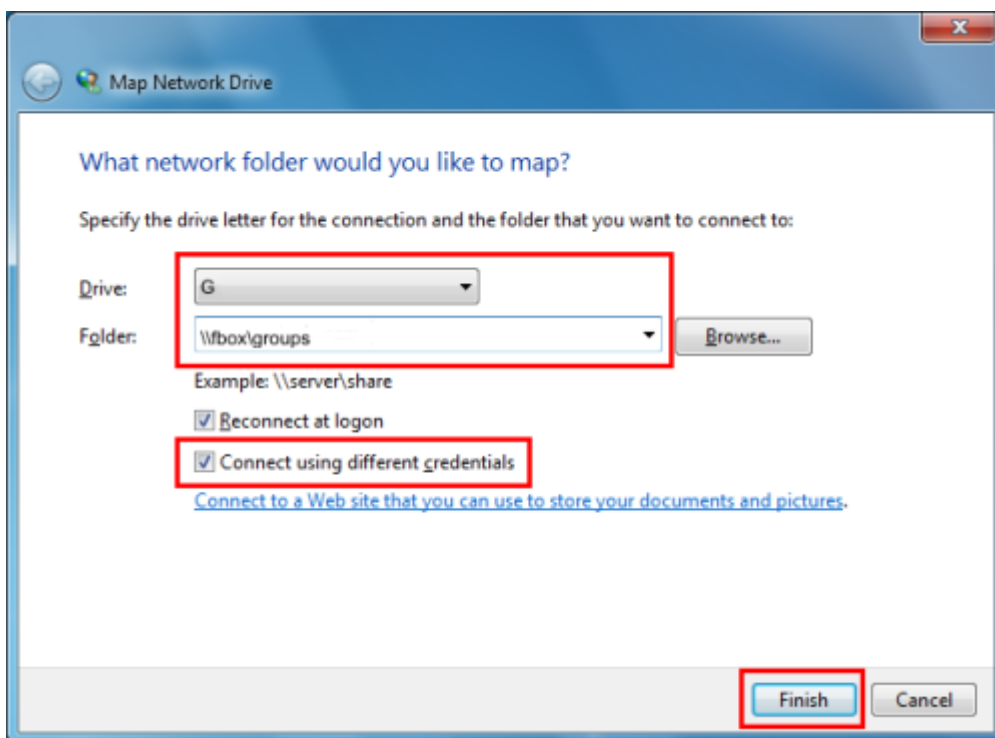 Map Network Drive
What network folder would you like to map?
Specify the drive letter for the connection and the folder that you want to connect to:
Drive: G
Folder: \\fbox\groups Browse...
Example: \\server\share
Reconnect at logon
Connect using different credentials
Connect to a Web site that you can use to store your documents and pictures.
Finish Cancel